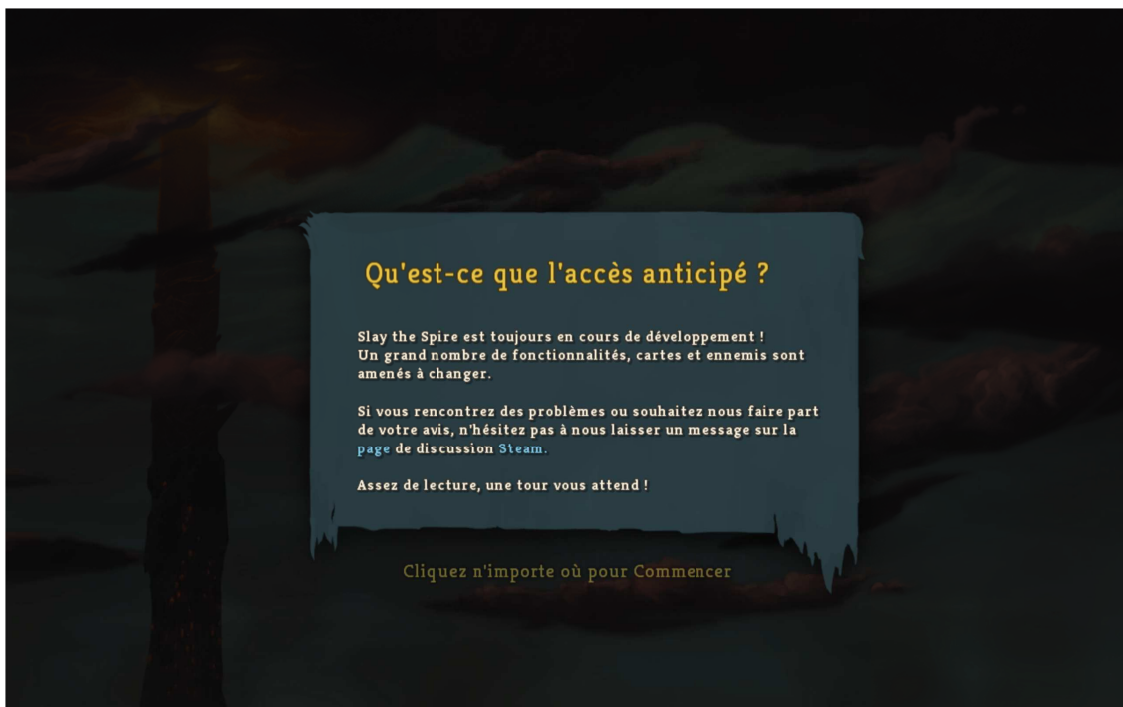 Qu'est-ce que l'accès anticipé ?
Slay the Spire est toujours en cours de développement !
Un grand nombre de fonctionnalités, cartes et ennemis sont
amenés à changer.
Si vous rencontrez des problèmes ou souhaitez nous faire part
de votre avis, n'hésitez pas à nous laisser un message sur la
page de discussion Steam.
Assez de lecture, une tour vous attend !
Cliquez n'importe où pour Commencer